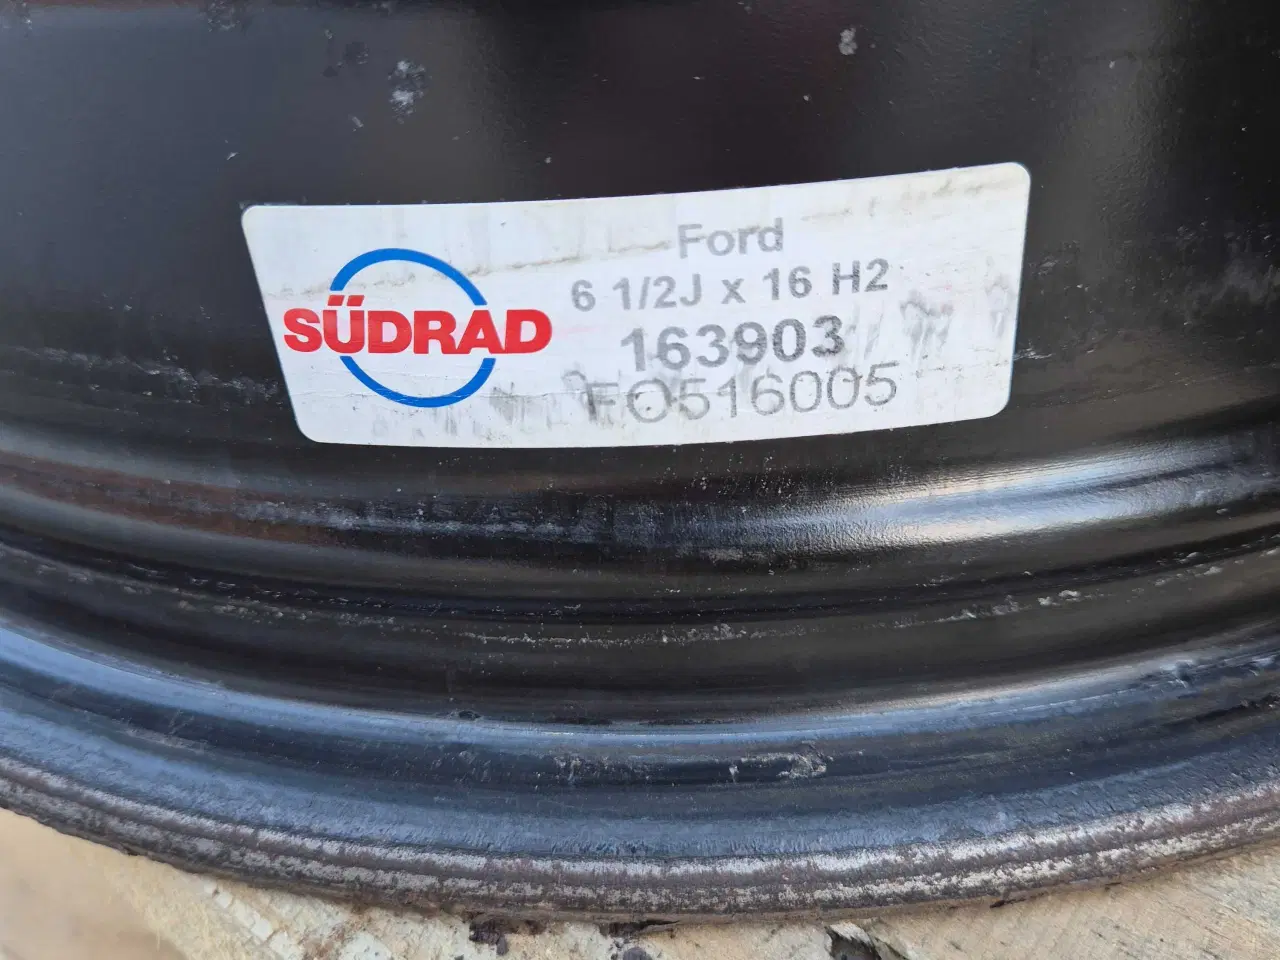 SÜDRAD
Ford
6 1/2J x 16 H2
163903
FO516005